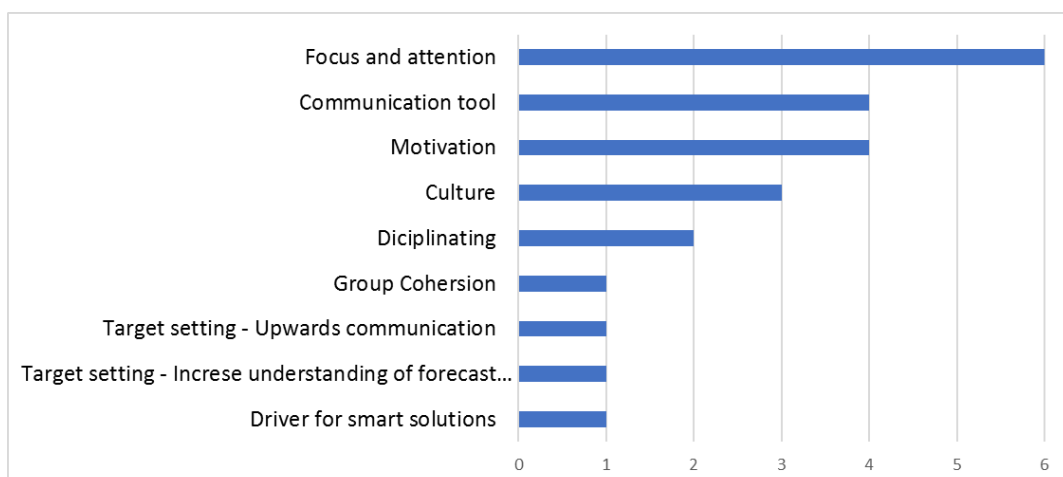 Focus and attention
Communication tool
Motivation
Culture
Diciplinating
Group Cohersion
Target setting - Upwards communication
Target setting - Increse understanding of forecast...
Driver for smart solutions
0 1 2 3 4 5 6